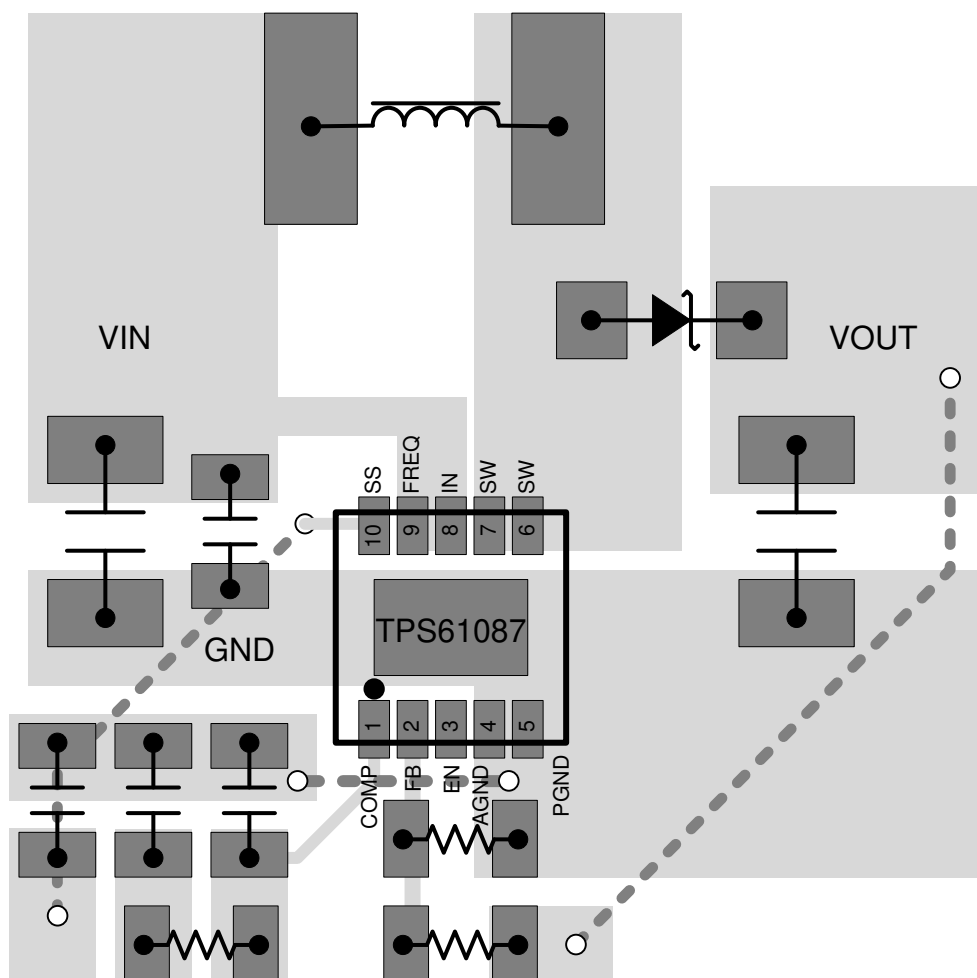 VIN
VOUT
SS
FREQ
IN
SW
SW
10
9
8
7
6
TPS61087
GND
1
2
3
4
5
COMP
FB
EN
AGND
PGND